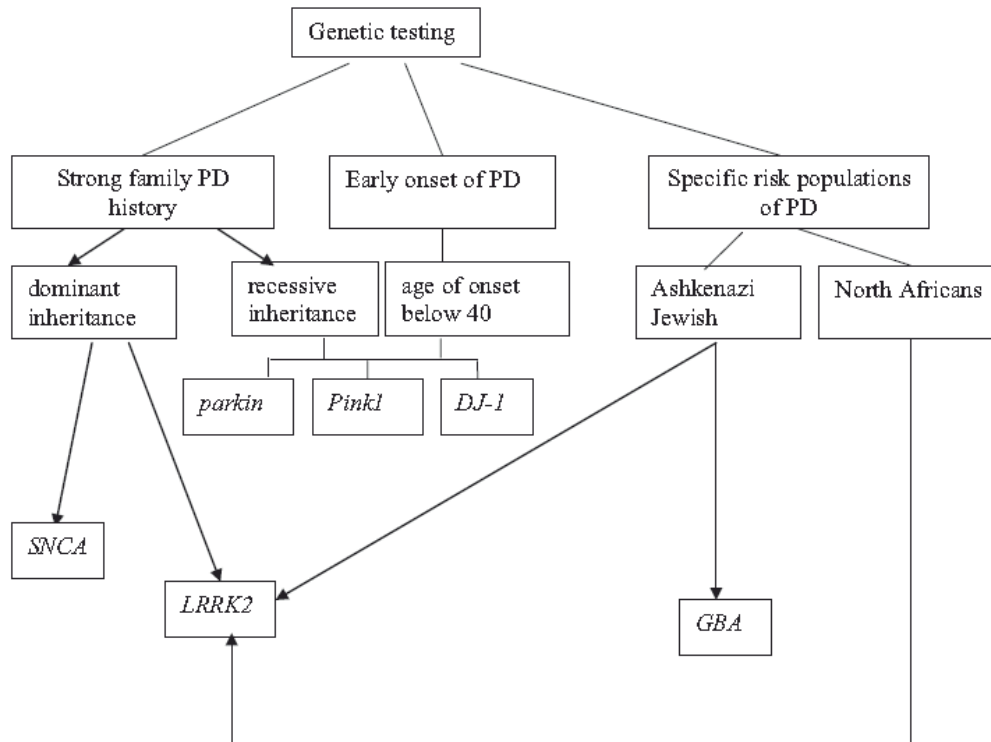 Genetic testing
Strong family PD
history
Early onset of PD
Specific risk populations
of PD
dominant
inheritance
recessive
inheritance
age of onset
below 40
Ashkenazi
Jewish
North Africans
parkin
Pink1
DJ-1
SNCA
LRRK2
GBA